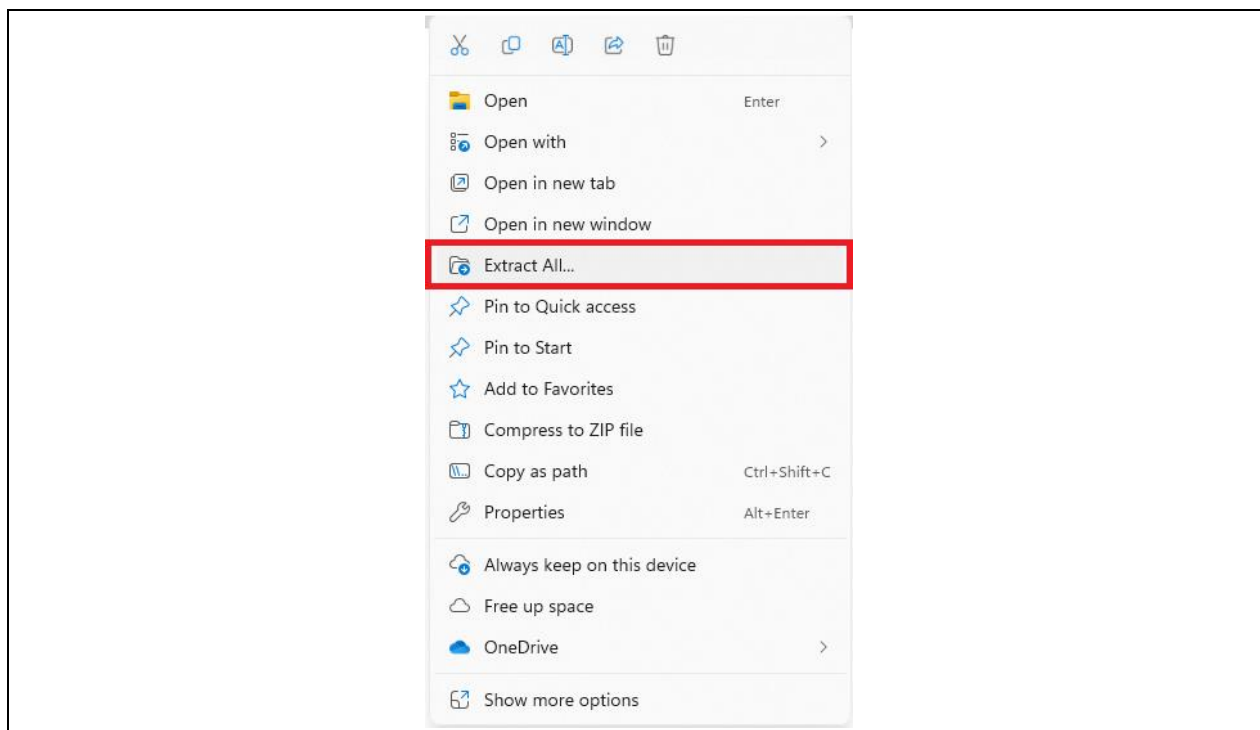 Open Enter
Open with
Open in new tab
Open in new window
Extract All...
Pin to Quick access
Pin to Start
Add to Favorites
Compress to ZIP file
Copy as path Ctrl+Shift+C
Properties Alt+Enter
Always keep on this device
Free up space
OneDrive
Show more options